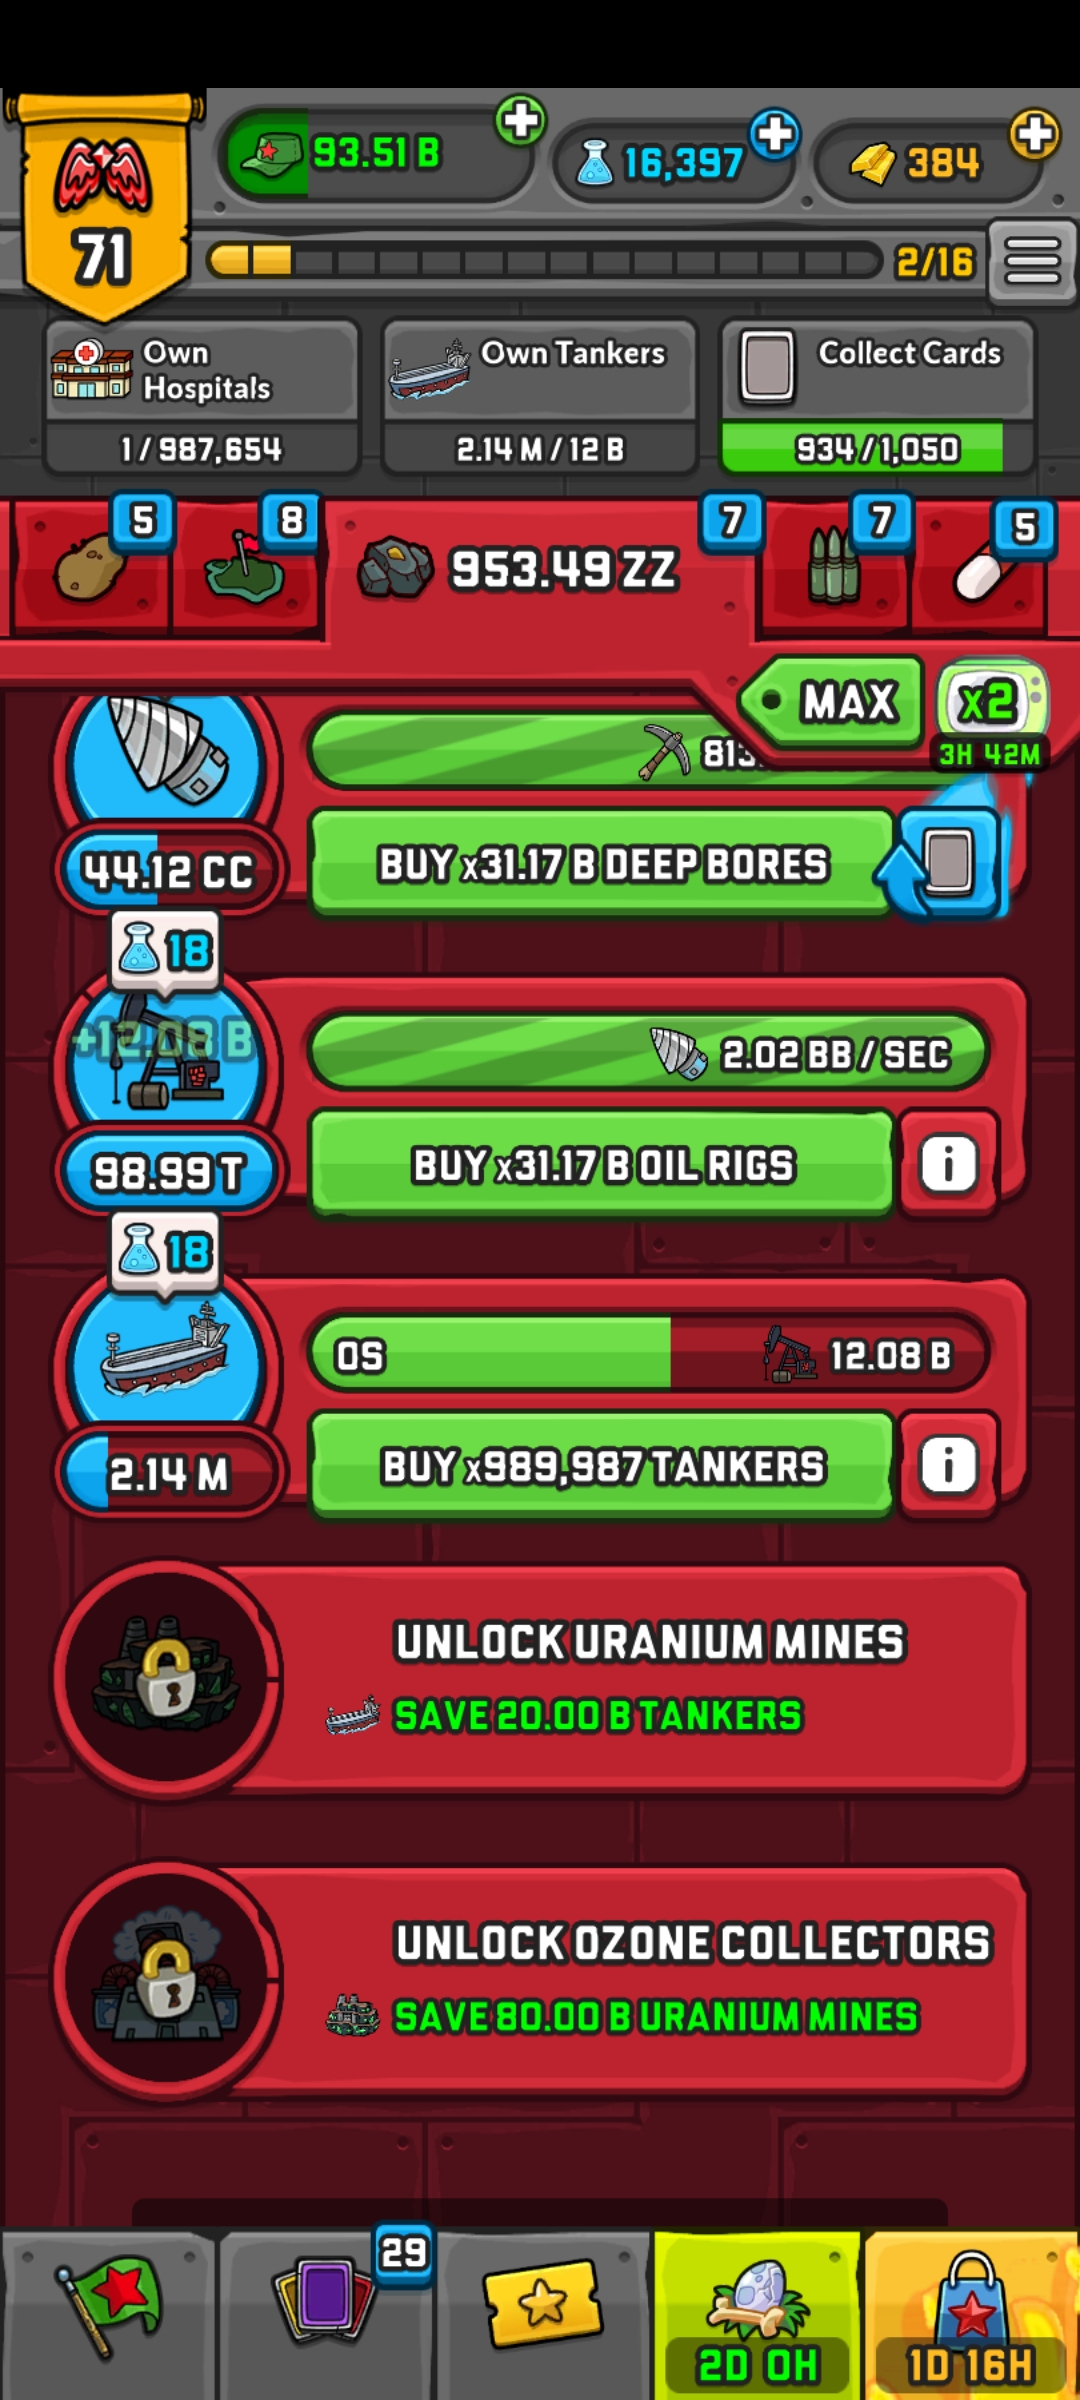 93.51 B
16,397
384
71
2/16
Own
Hospitals
1/987,654
Own Tankers
2.14 M/12 B
Collect Cards
934/1,050
5
8
953.49 ZZ
7
7
5
MAX
x2
3H 42M
813.
44.12 CC
BUY x31.17 B DEEP BORES
18
+12.08 B
2.02 BB/SEC
98.99 T
BUY x31.17 B OIL RIGS
i
18
0S
12.08 B
2.14 M
BUY x989,987 TANKERS
i
UNLOCK URANIUM MINES
SAVE 20.00 B TANKERS
UNLOCK OZONE COLLECTORS
SAVE 80.00 B URANIUM MINES
29
2D 0H
1D 16H